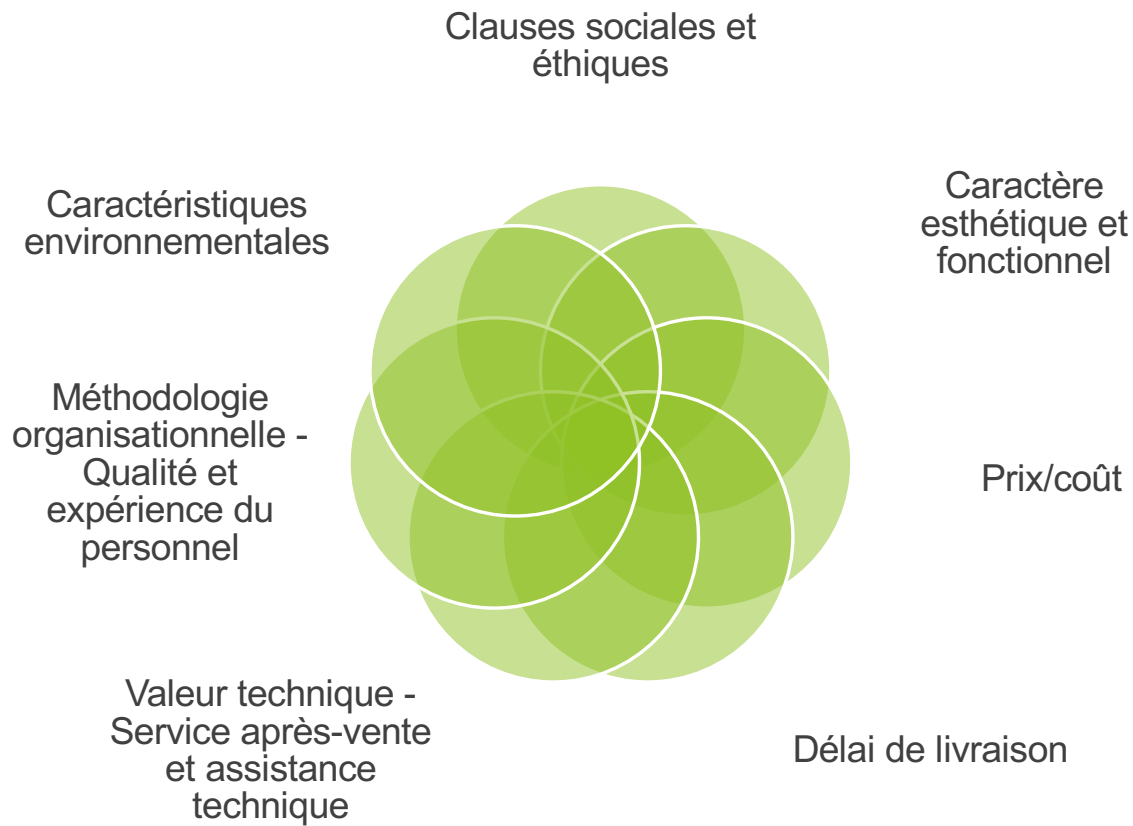 Clauses sociales et
éthiques
Caractère
esthétique et
fonctionnel
Prix/coût
Délai de livraison
Valeur technique -
Service après-vente
et assistance
technique
Méthodologie
organisationnelle -
Qualité et
expérience du
personnel
Caractéristiques
environnementales